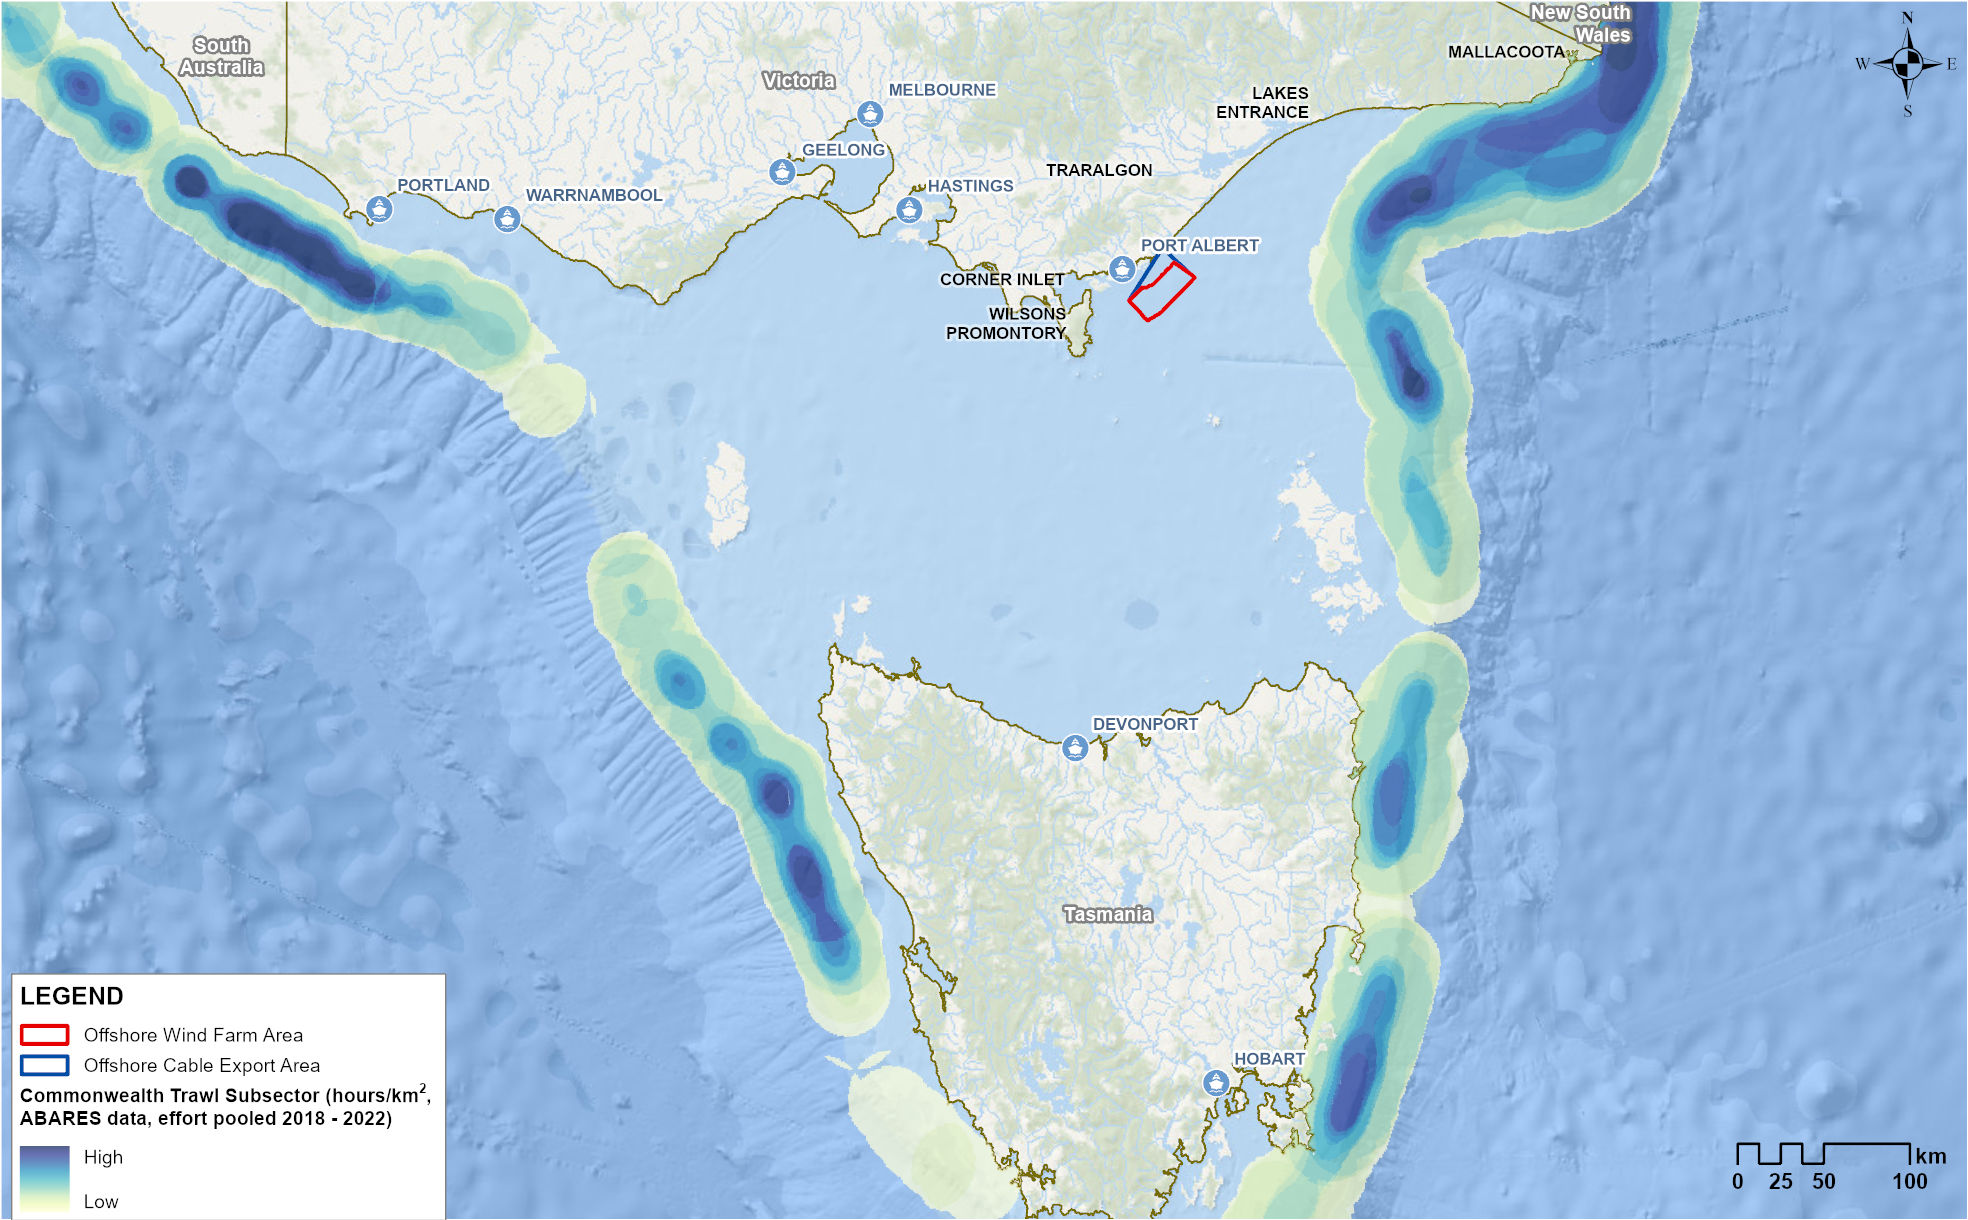 New South
Wales
N
W
E
S
MALLACOOTA
South
Australia
Victoria
MELBOURNE
LAKES
ENTRANCE
GEELONG
TRARALGON
PORTLAND
WARRNAMBOOL
HASTINGS
PORT ALBERT
CORNER INLET
WILSONS
PROMONTORY
DEVONPORT
Tasmania
HOBART
LEGEND
Offshore Wind Farm Area
Offshore Cable Export Area
Commonwealth Trawl Subsector (hours/km²,
ABARES data, effort pooled 2018 - 2022)
High
Low
km
0 25 50 100